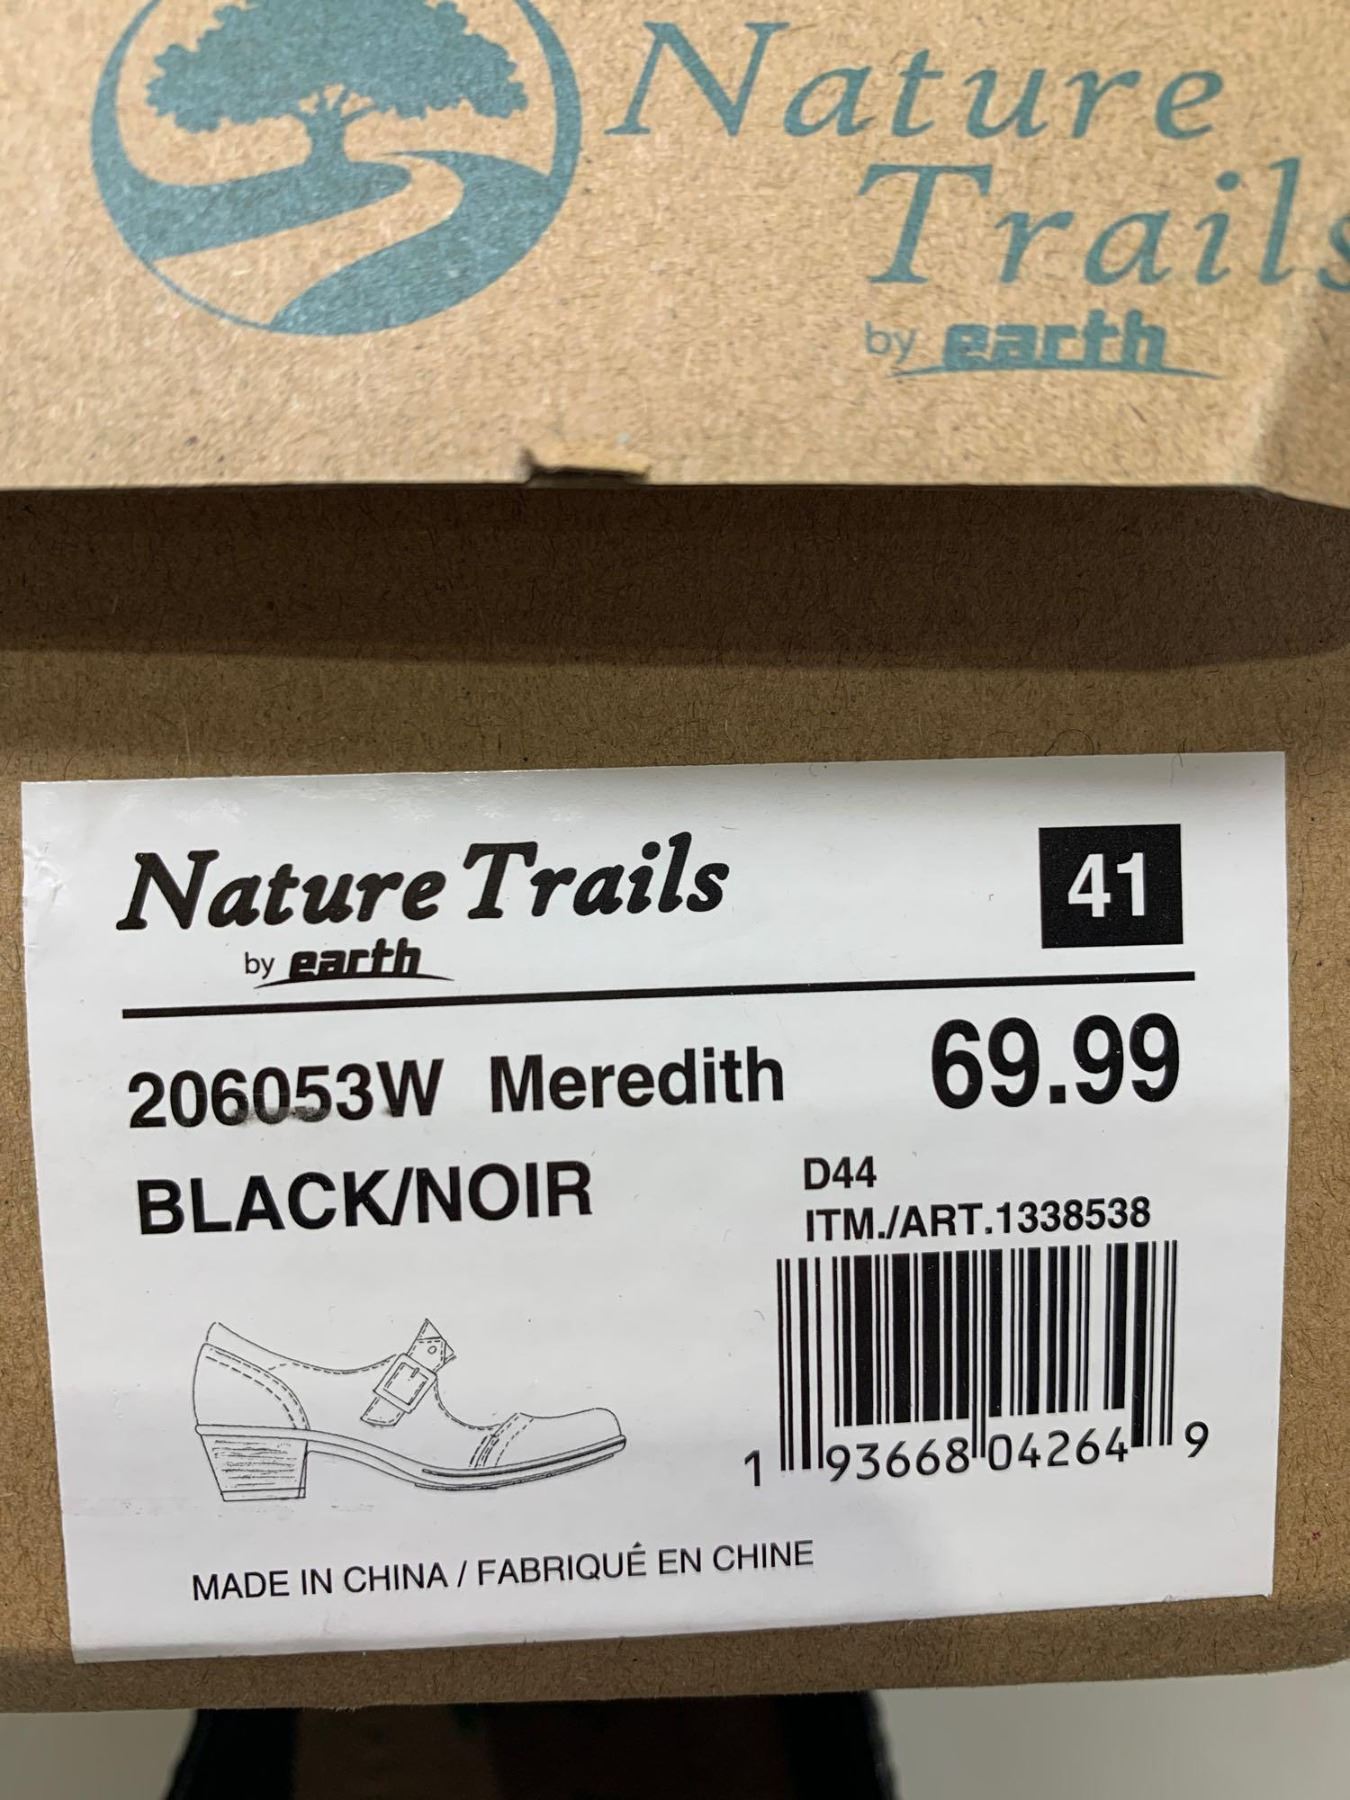 Nature
Trails
by earth
Nature Trails
by earth
41
206053W Meredith
69.99
BLACK/NOIR
D44
ITM./ART.1338538
1 93668 04264 9
MADE IN CHINA / FABRIQUÉ EN CHINE